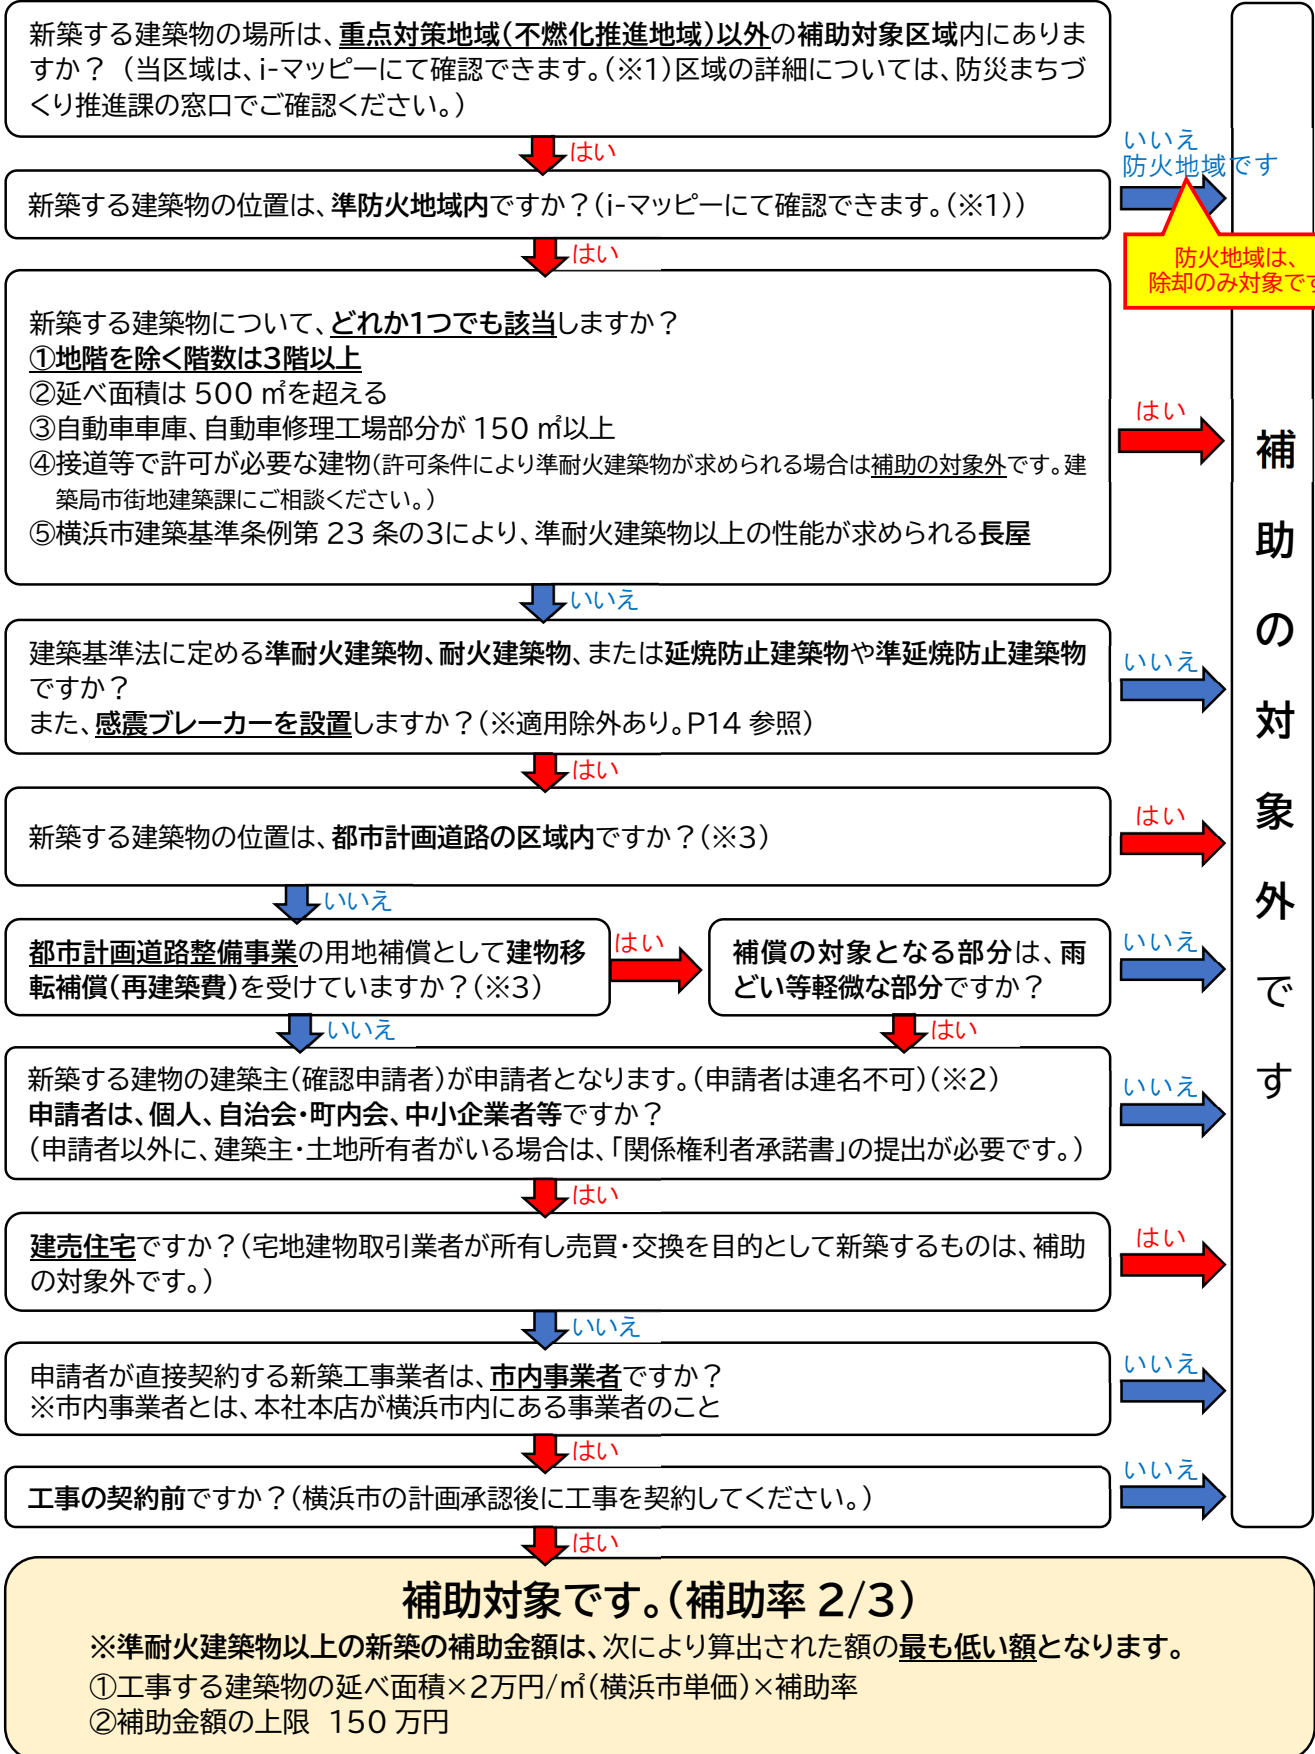 新築する建築物の場所は、重点対策地域（不燃化推進地域）以外の補助対象区域内にありま
すか？（当区域は、i-マッピーにて確認できます。（※1）区域の詳細については、防災まちづ
くり推進課の窓口でご確認ください。）
はい
いいえ
防火地域です
新築する建築物の位置は、準防火地域内ですか？（i-マッピーにて確認できます。（※1））
はい
防火地域は、
除却のみ対象です
新築する建築物について、どれか1つでも該当しますか？
①地階を除く階数は3階以上
②延べ面積は 500 ㎡を超える
③自動車車庫、自動車修理工場部分が 150 ㎡以上
④接道等で許可が必要な建物（許可条件により準耐火建築物が求められる場合は補助の対象外です。建
築局市街地建築課にご相談ください。）
⑤横浜市建築基準条例第 23 条の3により、準耐火建築物以上の性能が求められる長屋
はい
いいえ
建築基準法に定める準耐火建築物、耐火建築物、または延焼防止建築物や準延焼防止建築物
ですか？
また、感震ブレーカーを設置しますか？（※適用除外あり。P14 参照）
いいえ
はい
新築する建築物の位置は、都市計画道路の区域内ですか？（※3）
はい
いいえ
都市計画道路整備事業の用地補償として建物移
転補償（再建築費）を受けていますか？（※3）
はい
補償の対象となる部分は、雨
どい等軽微な部分ですか？
いいえ
いいえ
はい
新築する建物の建築主（確認申請者）が申請者となります。（申請者は連名不可）（※2）
申請者は、個人、自治会・町内会、中小企業者等ですか？
（申請者以外に、建築主・土地所有者がいる場合は、「関係権利者承諾書」の提出が必要です。）
いいえ
はい
建売住宅ですか？（宅地建物取引業者が所有し売買・交換を目的として新築するものは、補助
の対象外です。）
はい
いいえ
申請者が直接契約する新築工事業者は、市内事業者ですか？
※市内事業者とは、本社本店が横浜市内にある事業者のこと
いいえ
はい
工事の契約前ですか？（横浜市の計画承認後に工事を契約してください。）
いいえ
はい
補助の対象外です
補助対象です。（補助率 2/3）
※準耐火建築物以上の新築の補助金額は、次により算出された額の最も低い額となります。
①工事する建築物の延べ面積×2万円/㎡（横浜市単価）×補助率
②補助金額の上限 150 万円